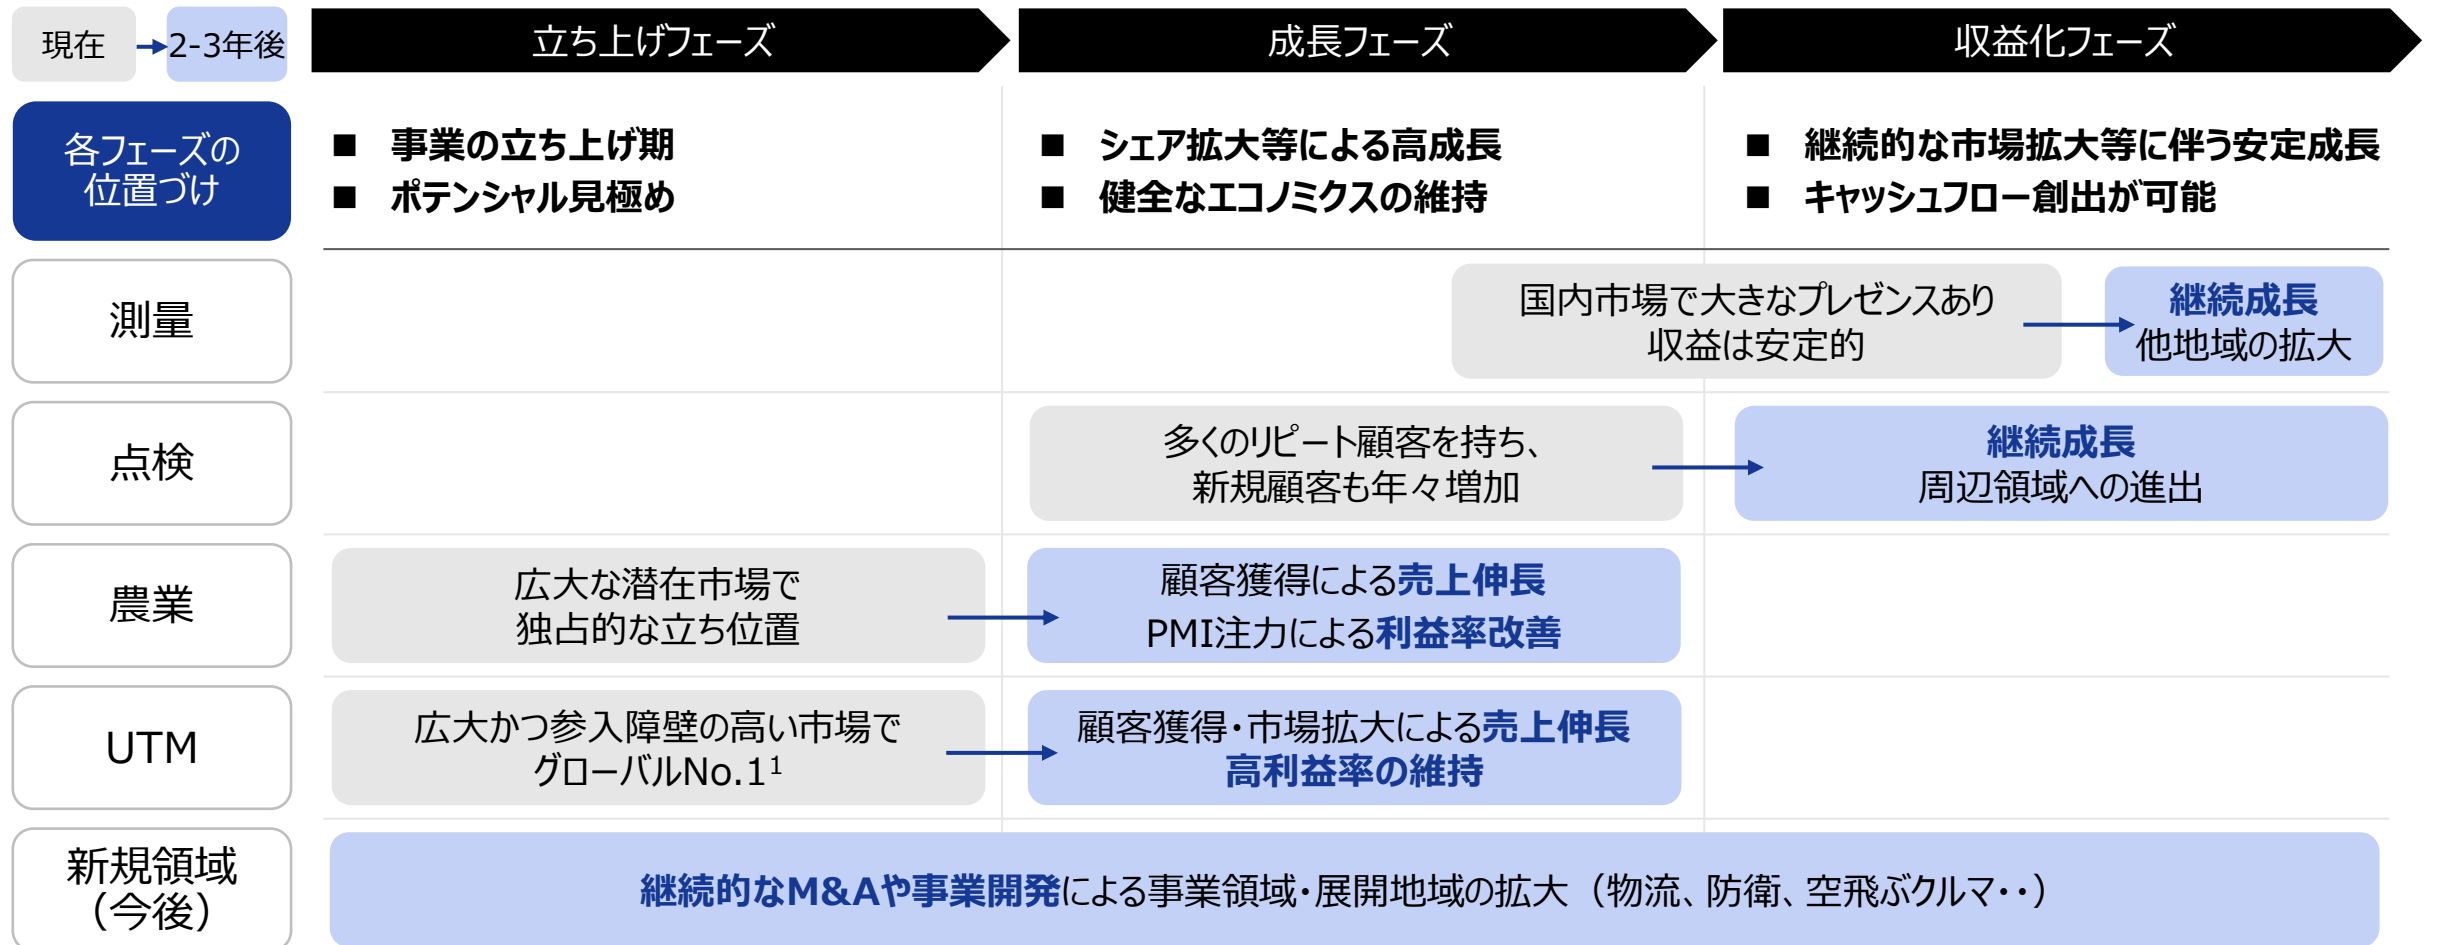 現在
2-3年後
立ち上げフェーズ
成長フェーズ
収益化フェーズ
各フェーズの
位置づけ
■ 事業の立ち上げ期
■ ポテンシャル見極め
■ シェア拡大等による高成長
■ 健全なエコノミクスの維持
■ 継続的な市場拡大等に伴う安定成長
■ キャッシュフロー創出が可能
測量
国内市場で大きなプレゼンスあり
収益は安定的
継続成長
他地域の拡大
点検
多くのリピート顧客を持ち、
新規顧客も年々増加
継続成長
周辺領域への進出
農業
広大な潜在市場で
独占的な立ち位置
顧客獲得による売上伸長
PMI注力による利益率改善
UTM
広大かつ参入障壁の高い市場で
グローバルNo.1¹
顧客獲得・市場拡大による売上伸長
高利益率の維持
新規領域
（今後）
継続的なM&Aや事業開発による事業領域・展開地域の拡大（物流、防衛、空飛ぶクルマ・・）